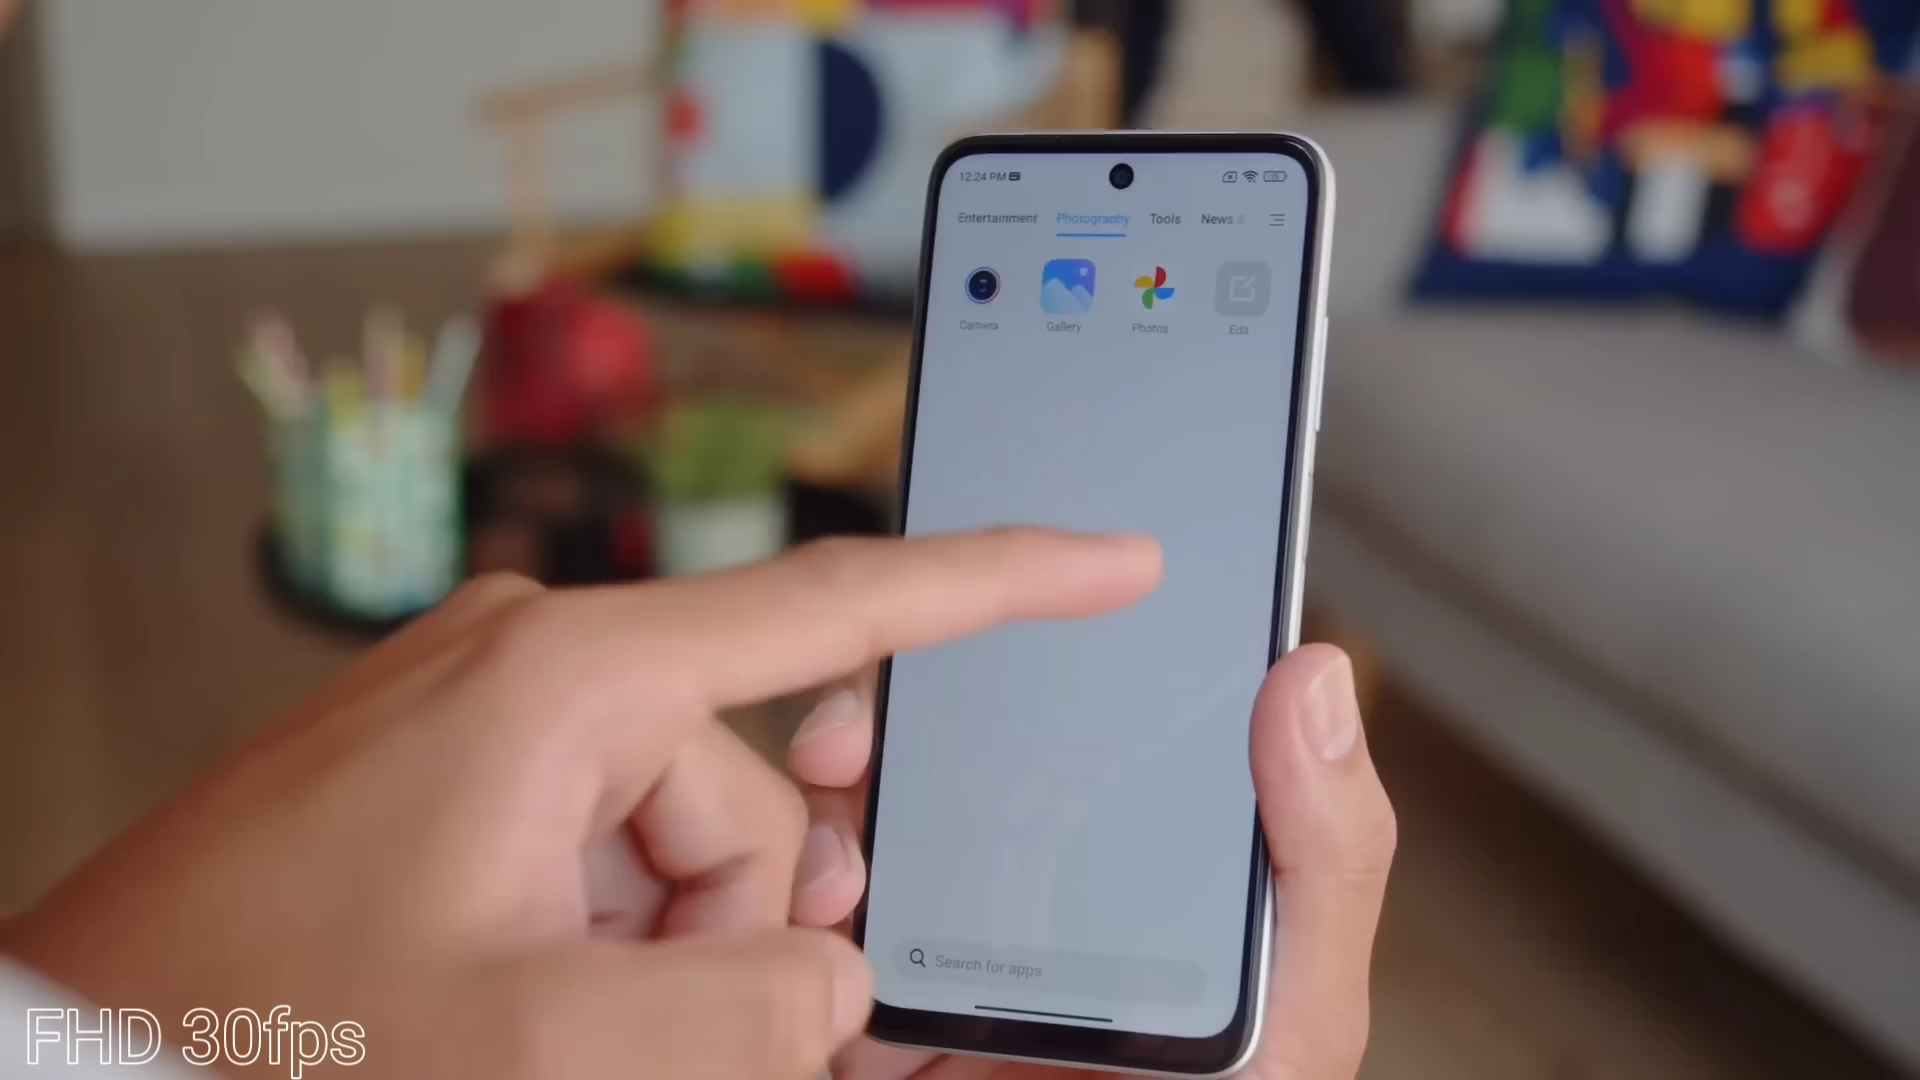 12:24 PM
Entertainment Photography Tools News &
Camera Gallery Photos Edit
Search for apps
FHD 30fps